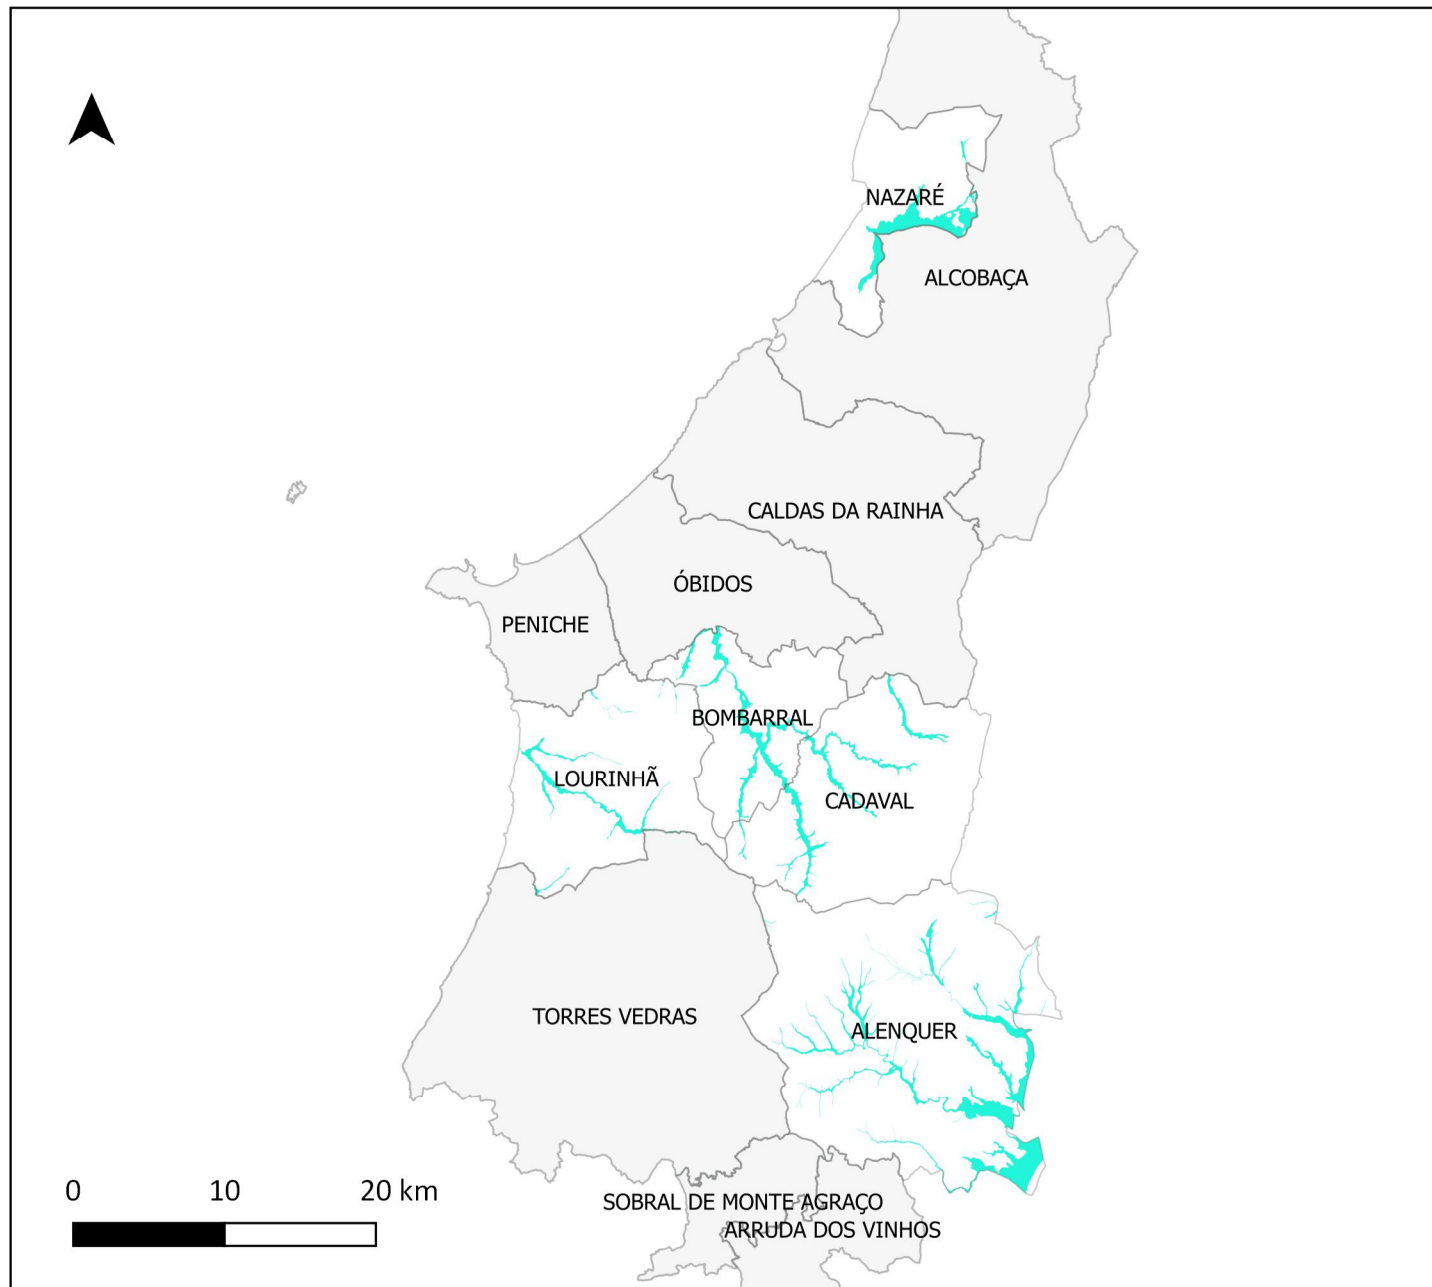 NAZARÉ
ALCOBAÇA
CALDAS DA RAINHA
ÓBIDOS
PENICHE
BOMBARRAL
LOURINHÃ
CADAVAL
TORRES VEDRAS
ALENQUER
0 10 20 km
SOBRAL DE MONTE AGRAÇO
ARRUDA DOS VINHOS